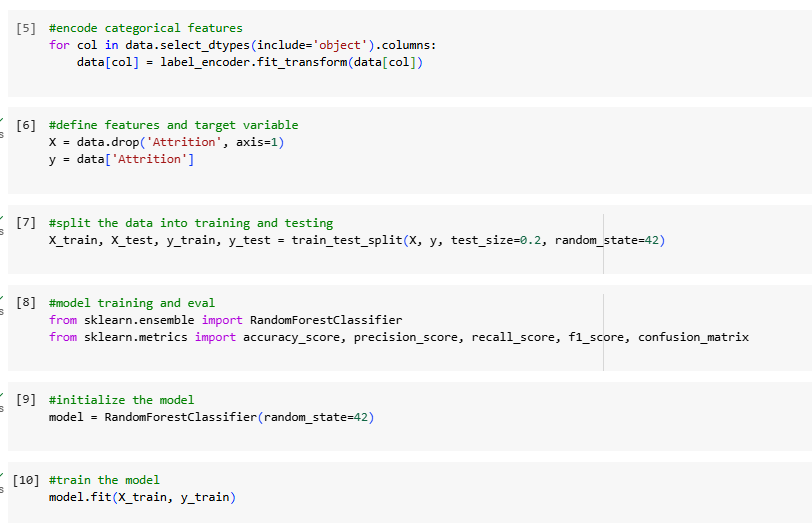 [5] #encode categorical features
for col in data.select_dtypes(include='object').columns:
    data[col] = label_encoder.fit_transform(data[col])
[6] #define features and target variable
X = data.drop('Attrition', axis=1)
y = data['Attrition']
[7] #split the data into training and testing
X_train, X_test, y_train, y_test = train_test_split(X, y, test_size=0.2, random_state=42)
[8] #model training and eval
from sklearn.ensemble import RandomForestClassifier
from sklearn.metrics import accuracy_score, precision_score, recall_score, f1_score, confusion_matrix
[9] #initialize the model
model = RandomForestClassifier(random_state=42)
[10] #train the model
model.fit(X_train, y_train)